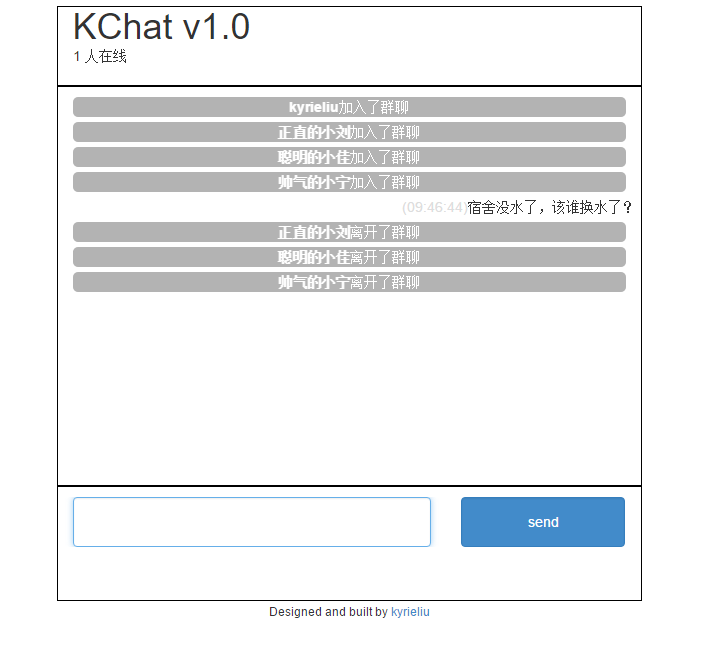 KChat v1.0
1 人在线
kyrieliu加入了群聊
正直的小刘加入了群聊
聪明的小佳加入了群聊
帅气的小宁加入了群聊
(09:46:44)宿舍没水了，该谁换水了？
正直的小刘离开了群聊
聪明的小佳离开了群聊
帅气的小宁离开了群聊
send
Designed and built by kyrieliu